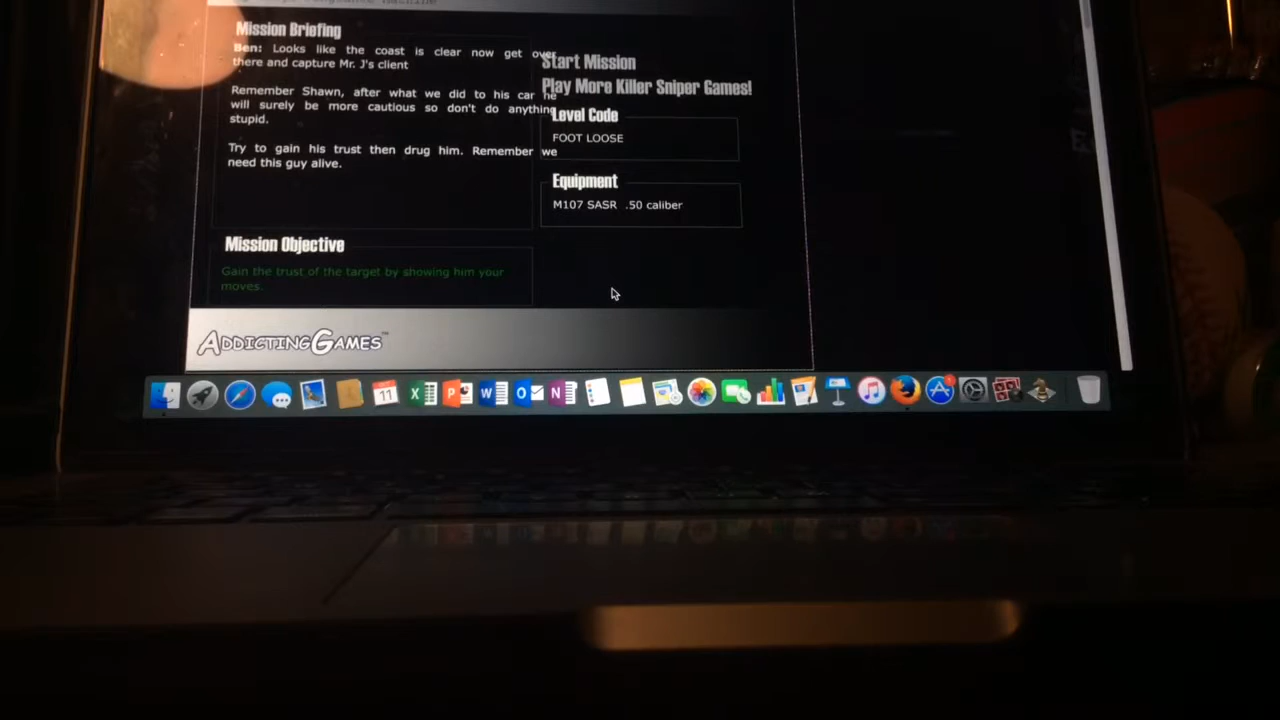 Mission Briefing
Ben: Looks like the coast is clear now get over
there and capture Mr. J's client
Remember Shawn, after what we did to his car he
will surely be more cautious so don't do anything
stupid.
Try to gain his trust then drug him. Remember we
need this guy alive.
Mission Objective
Gain the trust of the target by showing him your
moves.
Start Mission
Play More Killer Sniper Games!
Level Code
FOOT LOOSE
Equipment
M107 SASR .50 caliber
ADDICTINGGAMES™
11
X P W O N